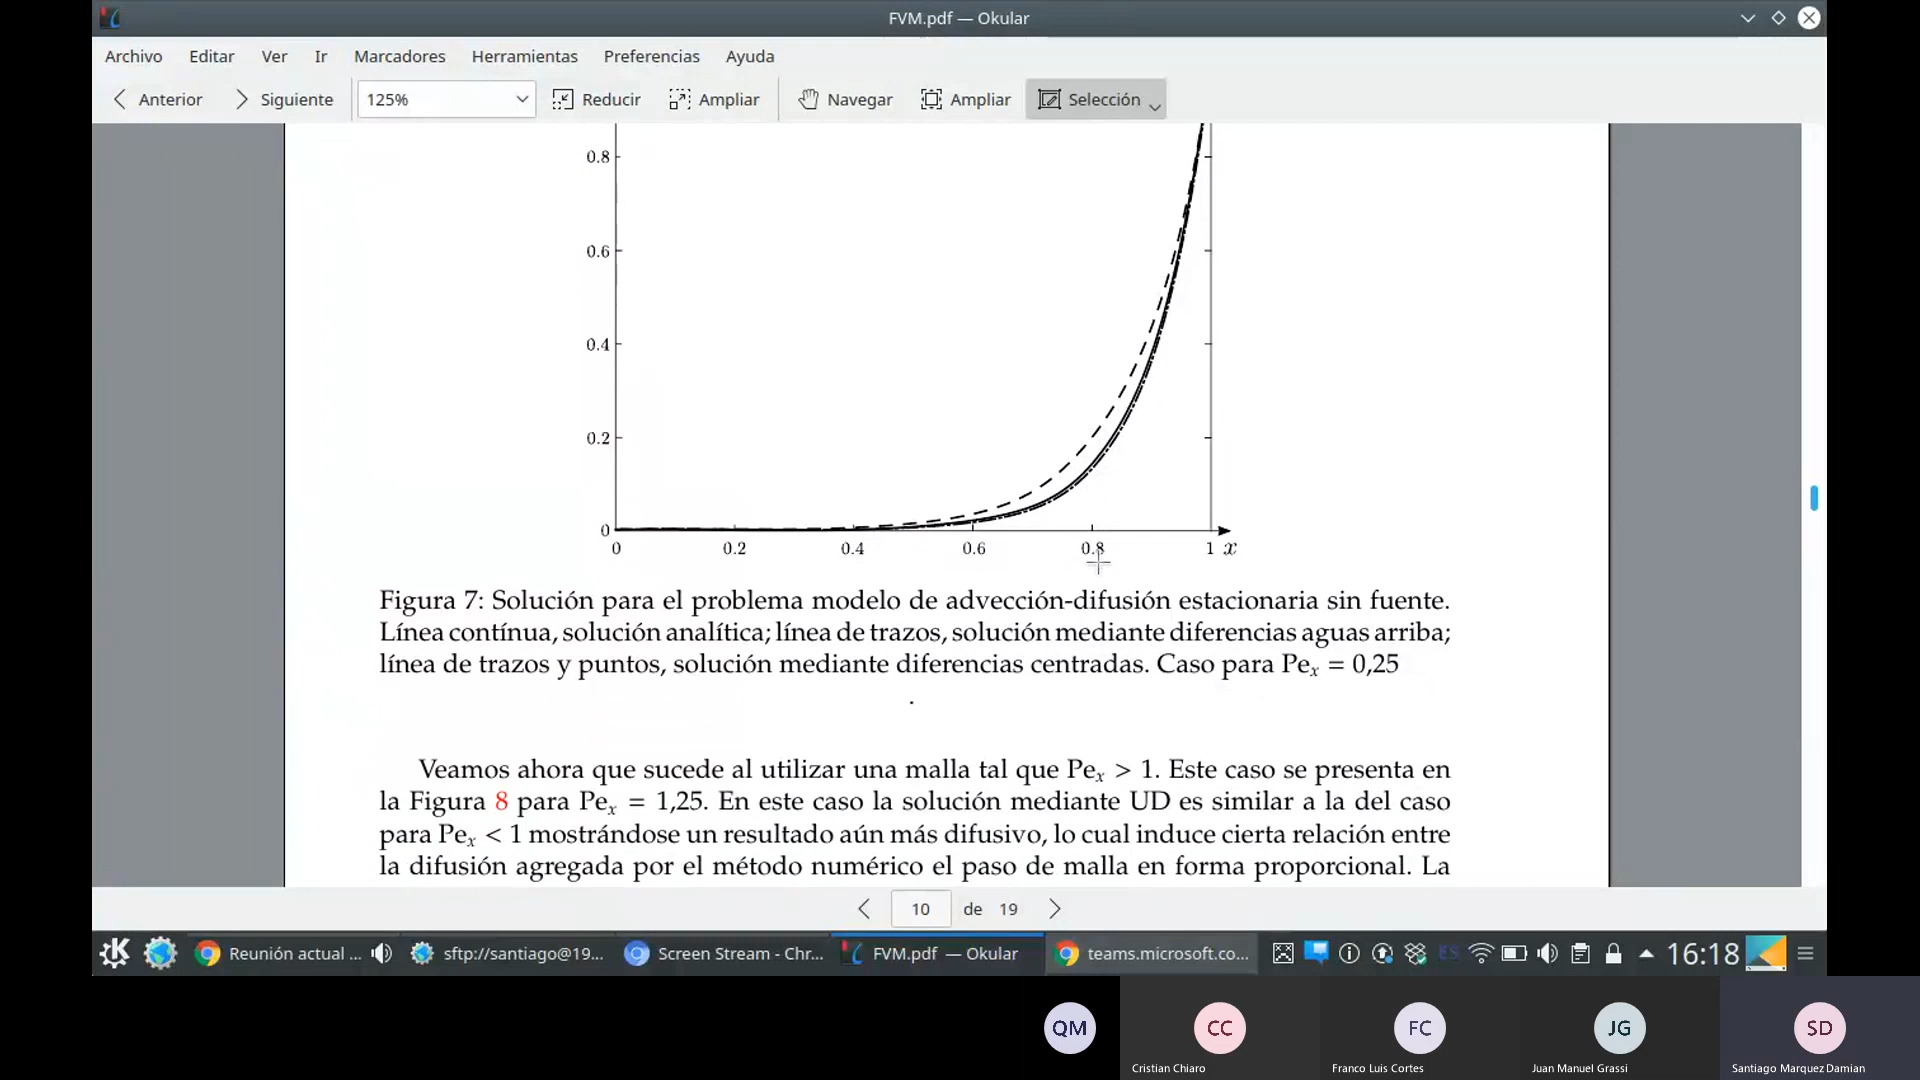 FVM.pdf — Okular
Archivo Editar Ver Ir Marcadores Herramientas Preferencias Ayuda
Anterior Siguiente 125% Reducir Ampliar Navegar Ampliar Selección
0.8
0.6
0.4
0.2
0
0 0.2 0.4 0.6 0.8 1 x
Figura 7: Solución para el problema modelo de advección-difusión estacionaria sin fuente.
Línea contínua, solución analítica; línea de trazos, solución mediante diferencias aguas arriba;
línea de trazos y puntos, solución mediante diferencias centradas. Caso para Peₓ = 0,25
.
Veamos ahora que sucede al utilizar una malla tal que Peₓ > 1. Este caso se presenta en
la Figura 8 para Peₓ = 1,25. En este caso la solución mediante UD es similar a la del caso
para Peₓ < 1 mostrándose un resultado aún más difusivo, lo cual induce cierta relación entre
la difusión agregada por el método numérico el paso de malla en forma proporcional. La
10 de 19
Reunión actual ... sftp://santiago@19... Screen Stream - Chr... FVM.pdf — Okular teams.microsoft.co... ES 16:18
QM CC FC JG SD
Cristian Chiaro Franco Luis Cortes Juan Manuel Grassi Santiago Marquez Damian